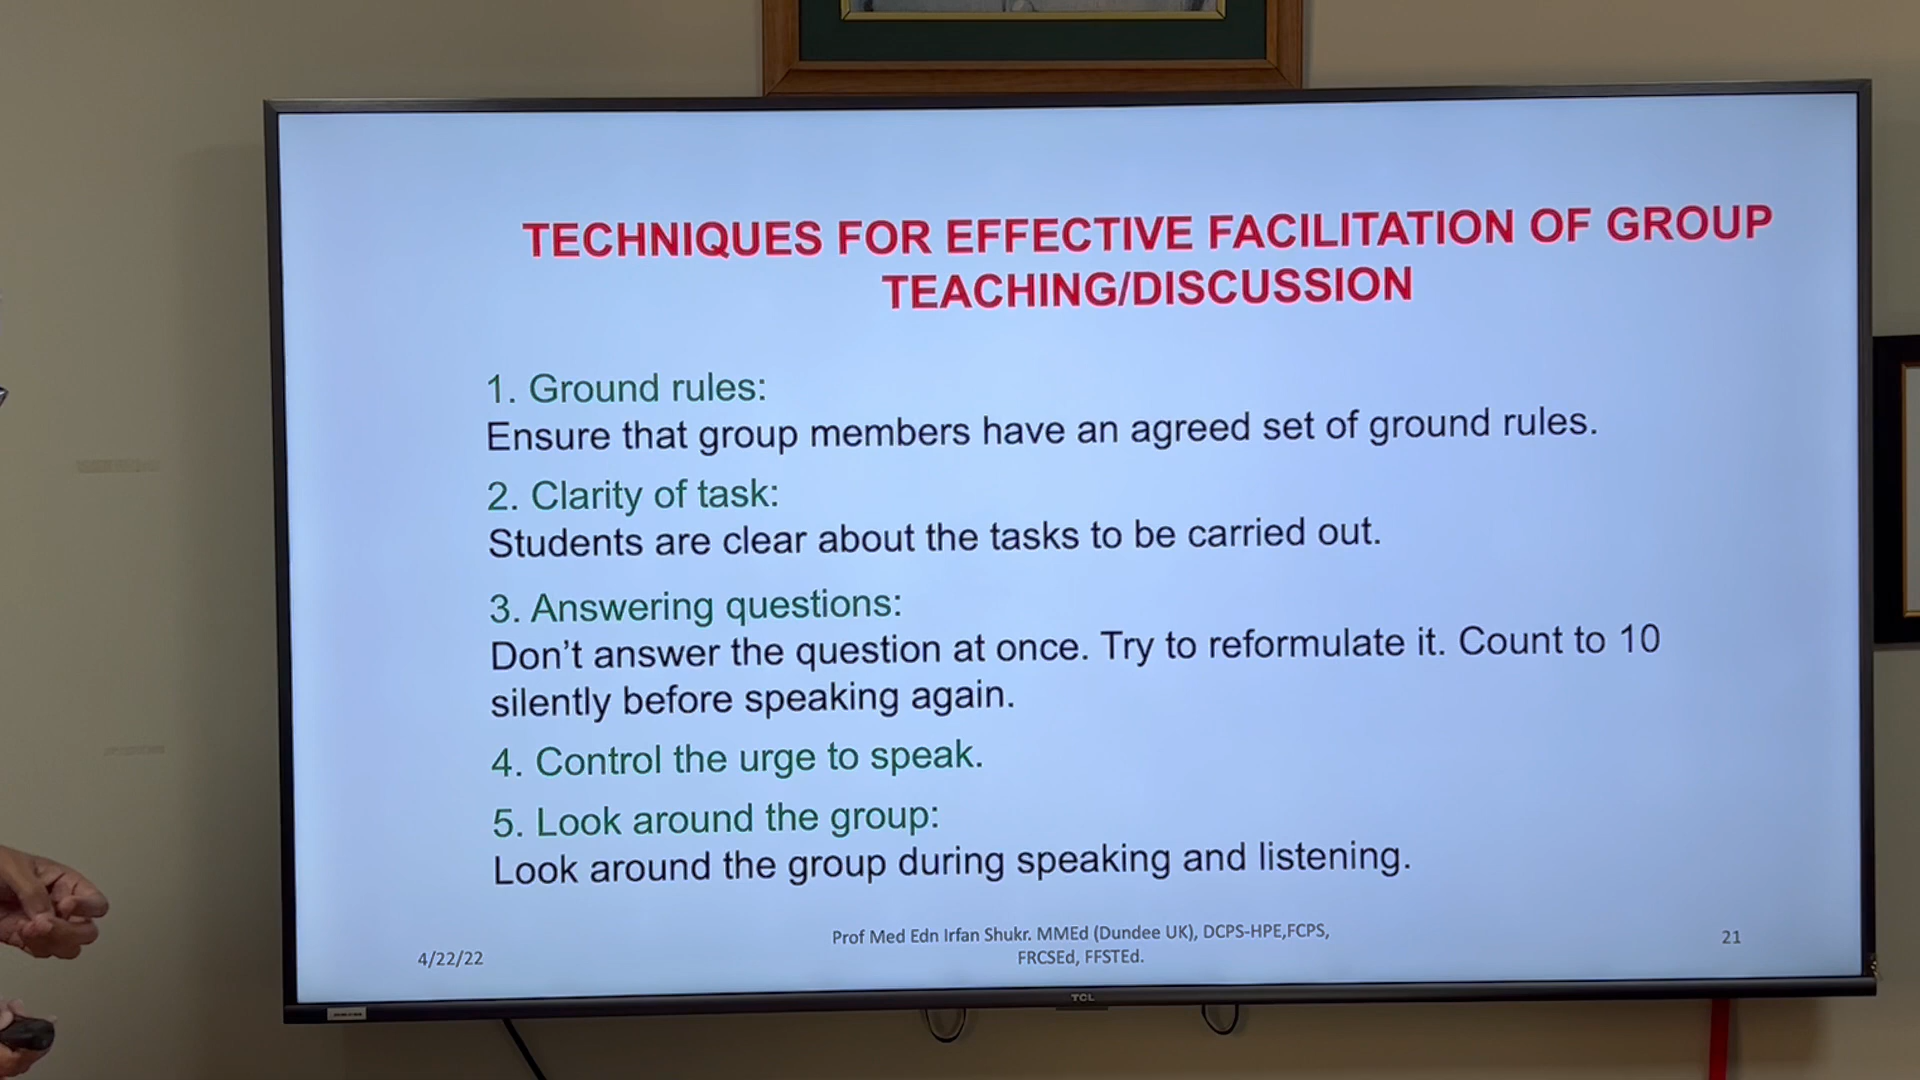 TECHNIQUES FOR EFFECTIVE FACILITATION OF GROUP
TEACHING/DISCUSSION
1. Ground rules:
Ensure that group members have an agreed set of ground rules.
2. Clarity of task:
Students are clear about the tasks to be carried out.
3. Answering questions:
Don’t answer the question at once. Try to reformulate it. Count to 10
silently before speaking again.
4. Control the urge to speak.
5. Look around the group:
Look around the group during speaking and listening.
4/22/22
Prof Med Edn Irfan Shukr. MMEd (Dundee UK), DCPS-HPE,FCPS,
FRCSEd, FFSTEd.
21
TCL